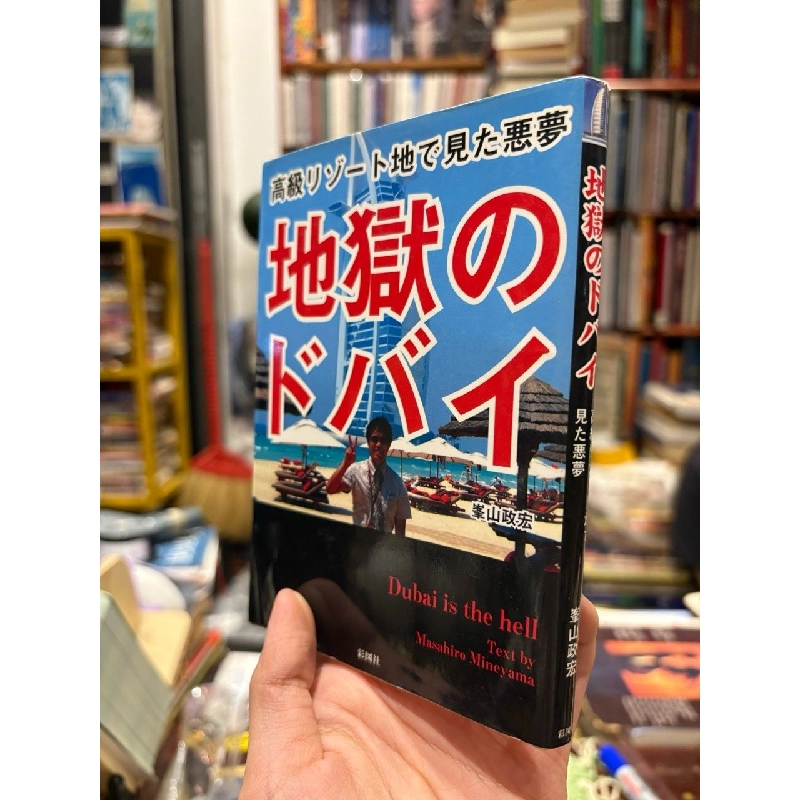 高級リゾート地で見た悪夢
地獄の
ドバイ
峯山政宏
Dubai is the hell
Text by
Masahiro Mineyama
彩図社
地獄のドバイ
見た悪夢
峯山政宏